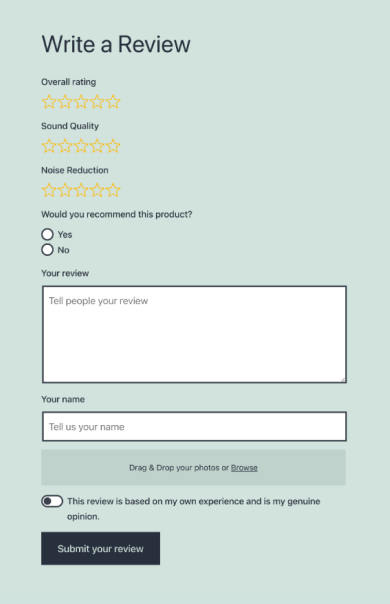 Write a Review
Overall rating
Sound Quality
Noise Reduction
Would you recommend this product?
Yes
No
Your review
Tell people your review
Your name
Tell us your name
Drag & Drop your photos or Browse
This review is based on my own experience and is my genuine
opinion.
Submit your review